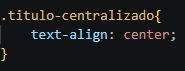 .titulo-centralizado{
    text-align: center;
}